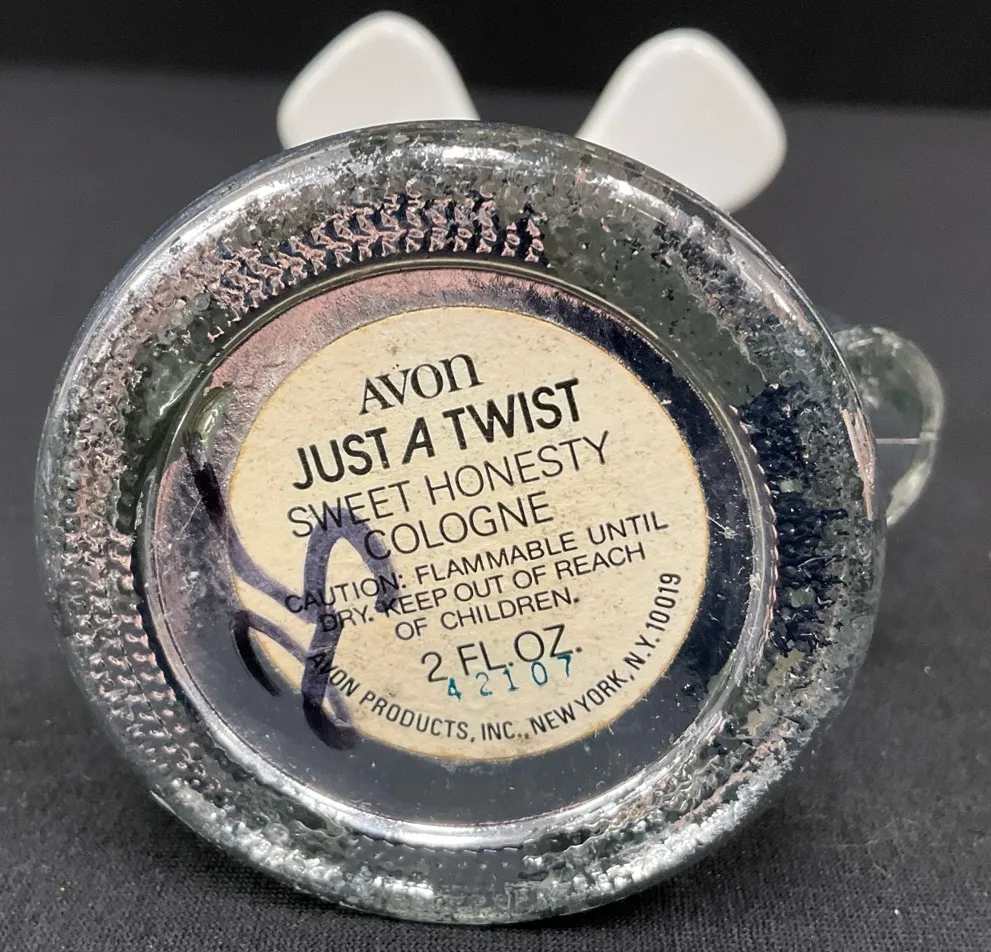 AVON
JUST A TWIST
SWEET HONESTY
COLOGNE
CAUTION: FLAMMABLE UNTIL
DRY. KEEP OUT OF REACH
OF CHILDREN.
2 FL. OZ.
42107
AVON PRODUCTS, INC., NEW YORK, N.Y. 10019